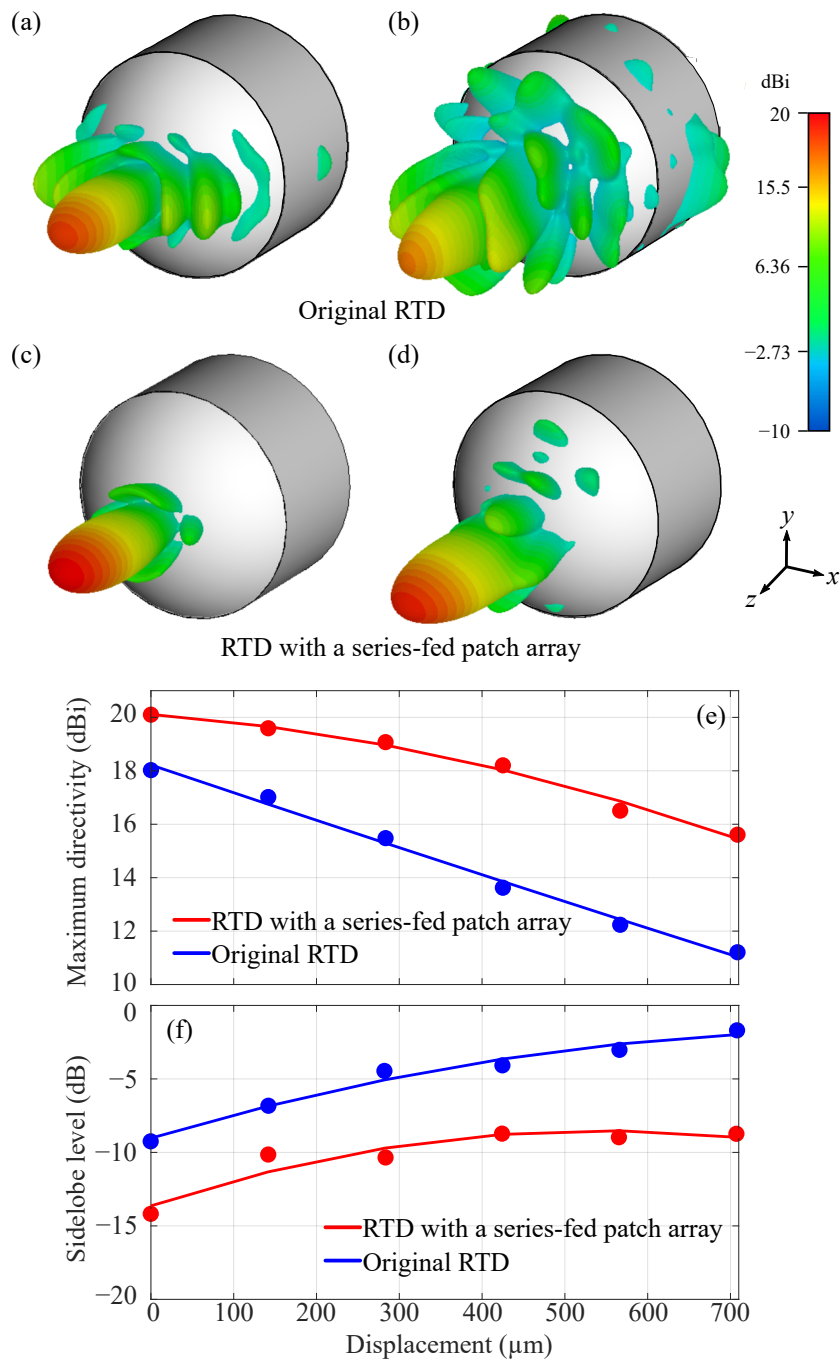 (a)
(b)
dBi
20
15.5
6.36
−2.73
−10
Original RTD
(c)
(d)
y
x
z
RTD with a series-fed patch array
Maximum directivity (dBi)
20
18
16
14
12
10
(e)
RTD with a series-fed patch array
Original RTD
Sidelobe level (dB)
0
−5
−10
−15
−20
(f)
RTD with a series-fed patch array
Original RTD
0
100
200
300
400
500
600
700
Displacement (µm)